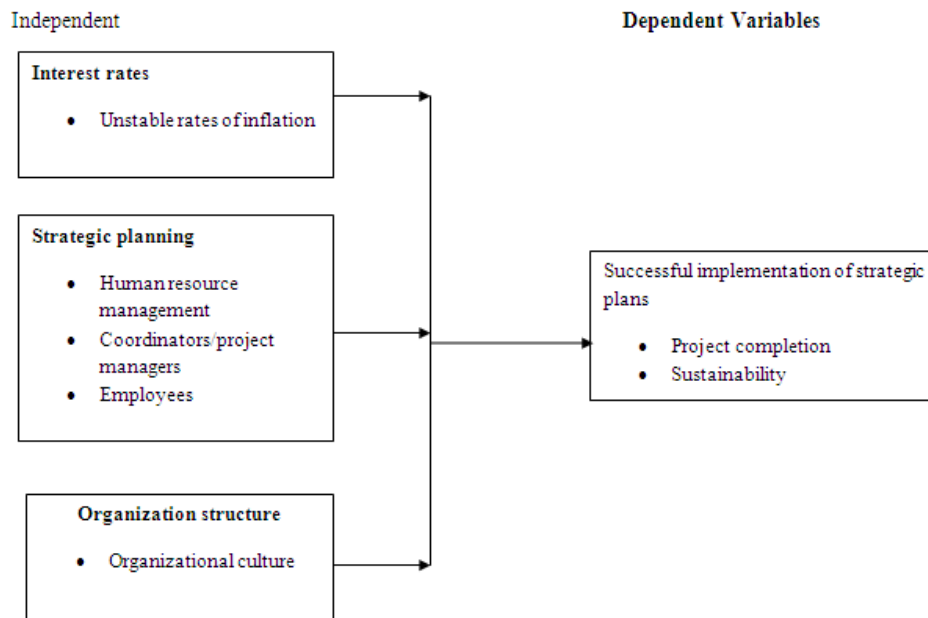 Independent
Dependent Variables
Interest rates
• Unstable rates of inflation
Strategic planning
• Human resource
management
• Coordinators/project
managers
• Employees
Organization structure
• Organizational culture
Successful implementation of strategic
plans
• Project completion
• Sustainability